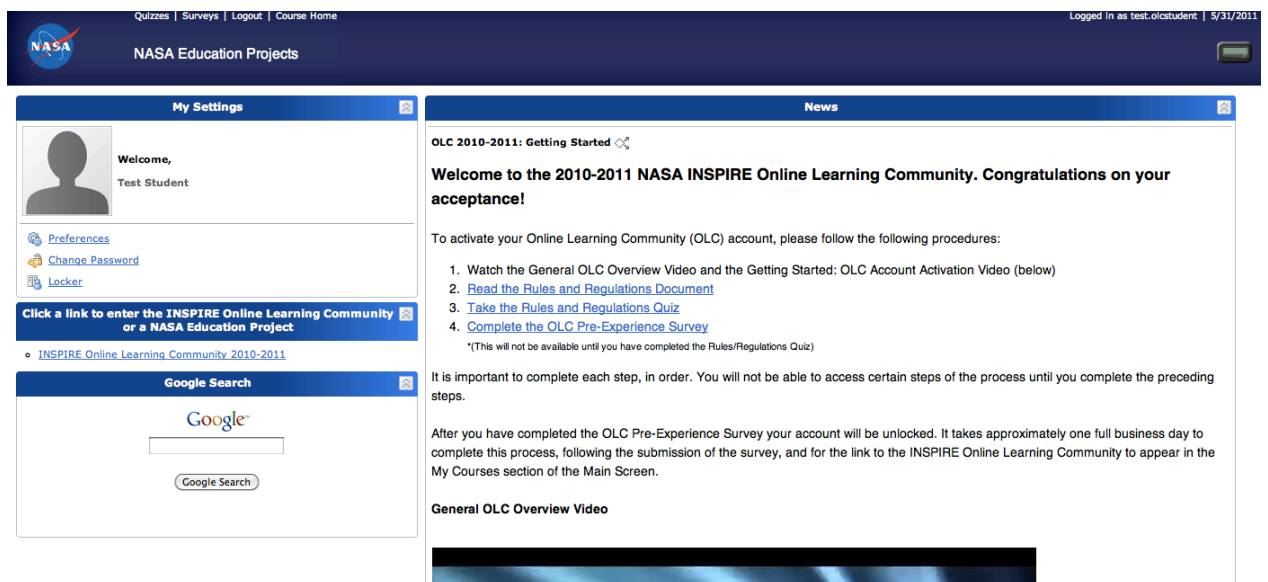 Quizzes | Surveys | Logout | Course Home
Logged in as test.olcstudent | 5/31/2011
NASA
NASA Education Projects
My Settings
Welcome,
Test Student
Preferences
Change Password
Locker
Click a link to enter the INSPIRE Online Learning Community
or a NASA Education Project
INSPIRE Online Learning Community 2010-2011
Google Search
Google™
Google Search
News
OLC 2010-2011: Getting Started
Welcome to the 2010-2011 NASA INSPIRE Online Learning Community. Congratulations on your
acceptance!
To activate your Online Learning Community (OLC) account, please follow the following procedures:
1. Watch the General OLC Overview Video and the Getting Started: OLC Account Activation Video (below)
2. Read the Rules and Regulations Document
3. Take the Rules and Regulations Quiz
4. Complete the OLC Pre-Experience Survey
*(This will not be available until you have completed the Rules/Regulations Quiz)
It is important to complete each step, in order. You will not be able to access certain steps of the process until you complete the preceding
steps.
After you have completed the OLC Pre-Experience Survey your account will be unlocked. It takes approximately one full business day to
complete this process, following the submission of the survey, and for the link to the INSPIRE Online Learning Community to appear in the
My Courses section of the Main Screen.
General OLC Overview Video